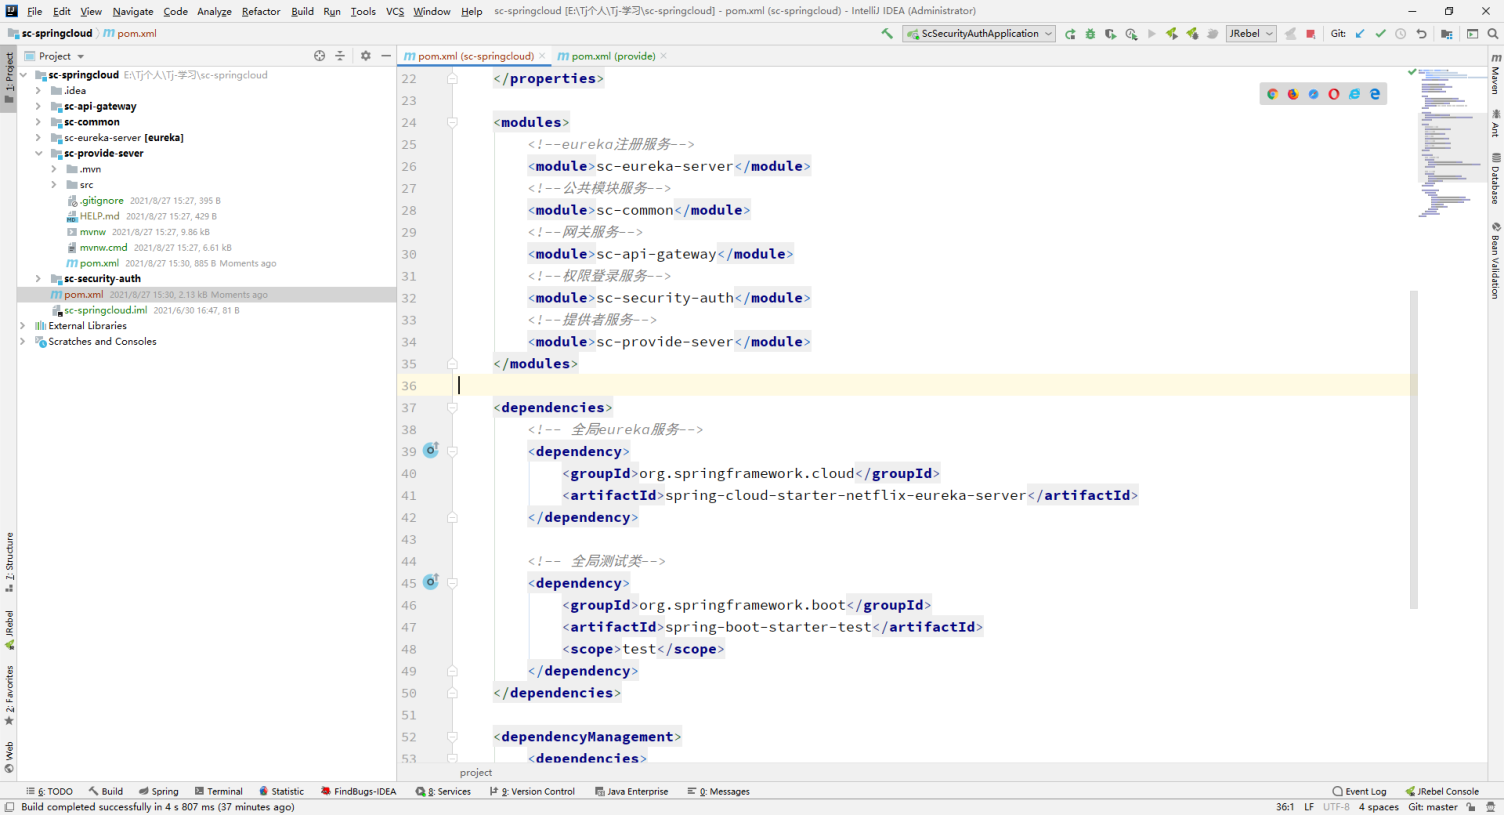 File Edit View Navigate Code Analyze Refactor Build Run Tools VCS Window Help sc-springcloud [E:\Tj个人\Tj-学习\sc-springcloud] - pom.xml (sc-springcloud) - IntelliJ IDEA (Administrator)
sc-springcloud pom.xml ScSecurityAuthApplication JRebel Git:
Project
pom.xml (sc-springcloud) pom.xml (provide)
sc-springcloud E:\Tj个人\Tj-学习\sc-springcloud
.idea
sc-api-gateway
sc-common
sc-eureka-server [eureka]
sc-provide-sever
.mvn
src
.gitignore 2021/8/27 15:27, 395 B
HELP.md 2021/8/27 15:27, 429 B
mvnw 2021/8/27 15:27, 9.86 kB
mvnw.cmd 2021/8/27 15:27, 6.61 kB
pom.xml 2021/8/27 15:30, 885 B Moments ago
sc-security-auth
pom.xml 2021/8/27 15:30, 2.13 kB Moments ago
sc-springcloud.iml 2021/6/30 16:47, 81 B
External Libraries
Scratches and Consoles
22 </properties>
23
24 <modules>
25 <!--eureka注册服务-->
26 <module>sc-eureka-server</module>
27 <!--公共模块服务-->
28 <module>sc-common</module>
29 <!--网关服务-->
30 <module>sc-api-gateway</module>
31 <!--权限登录服务-->
32 <module>sc-security-auth</module>
33 <!--提供者服务-->
34 <module>sc-provide-sever</module>
35 </modules>
36
37 <dependencies>
38 <!-- 全局eureka服务-->
39 <dependency>
40 <groupId>org.springframework.cloud</groupId>
41 <artifactId>spring-cloud-starter-netflix-eureka-server</artifactId>
42 </dependency>
43
44 <!-- 全局测试类-->
45 <dependency>
46 <groupId>org.springframework.boot</groupId>
47 <artifactId>spring-boot-starter-test</artifactId>
48 <scope>test</scope>
49 </dependency>
50 </dependencies>
51
52 <dependencyManagement>
53 <dependencies>
project
1: Project
7: Structure
JRebel
2: Favorites
Web
Maven
Ant
Database
Bean Validation
6: TODO Build Spring Terminal Statistic FindBugs-IDEA 8: Services 9: Version Control Java Enterprise 0: Messages Event Log JRebel Console
Build completed successfully in 4 s 807 ms (37 minutes ago) 36:1 LF UTF-8 4 spaces Git: master